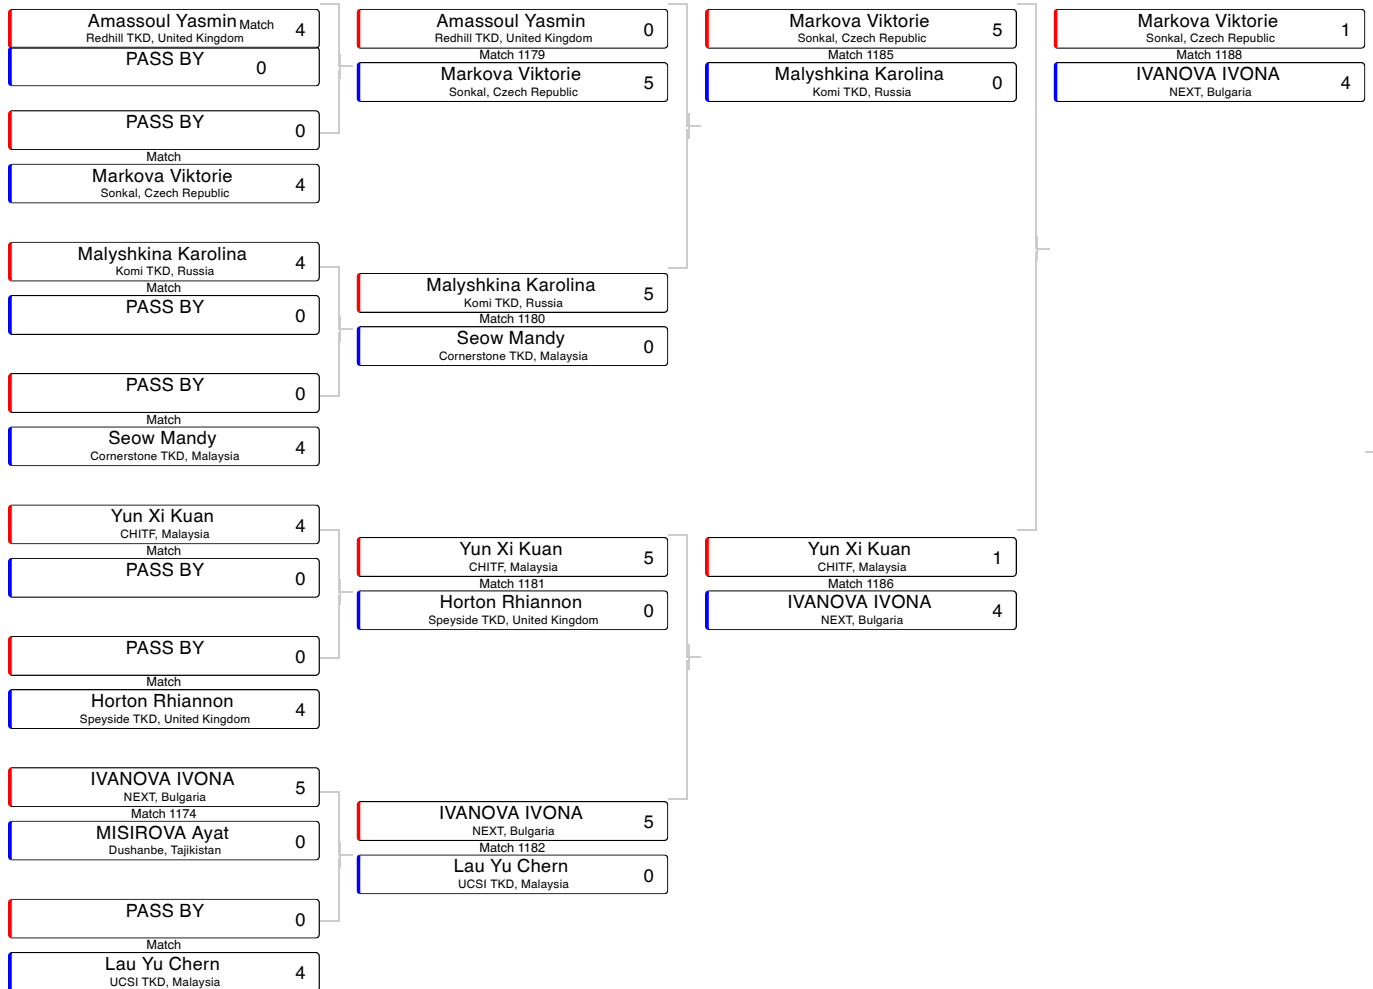 Amassoul Yasmin Match 4
Redhill TKD, United Kingdom
PASS BY 0
PASS BY 0
Match
Markova Viktorie 4
Sonkal, Czech Republic
Malyshkina Karolina 4
Komi TKD, Russia
Match
PASS BY 0
PASS BY 0
Match
Seow Mandy 4
Cornerstone TKD, Malaysia
Yun Xi Kuan 4
CHITF, Malaysia
Match
PASS BY 0
PASS BY 0
Match
Horton Rhiannon 4
Speyside TKD, United Kingdom
IVANOVA IVONA 5
NEXT, Bulgaria
Match 1174
MISIROVA Ayat 0
Dushanbe, Tajikistan
PASS BY 0
Match
Lau Yu Chern 4
UCSI TKD, Malaysia
Amassoul Yasmin 0
Redhill TKD, United Kingdom
Match 1179
Markova Viktorie 5
Sonkal, Czech Republic
Malyshkina Karolina 5
Komi TKD, Russia
Match 1180
Seow Mandy 0
Cornerstone TKD, Malaysia
Yun Xi Kuan 5
CHITF, Malaysia
Match 1181
Horton Rhiannon 0
Speyside TKD, United Kingdom
IVANOVA IVONA 5
NEXT, Bulgaria
Match 1182
Lau Yu Chern 0
UCSI TKD, Malaysia
Markova Viktorie 5
Sonkal, Czech Republic
Match 1185
Malyshkina Karolina 0
Komi TKD, Russia
Yun Xi Kuan 1
CHITF, Malaysia
Match 1186
IVANOVA IVONA 4
NEXT, Bulgaria
Markova Viktorie 1
Sonkal, Czech Republic
Match 1188
IVANOVA IVONA 4
NEXT, Bulgaria